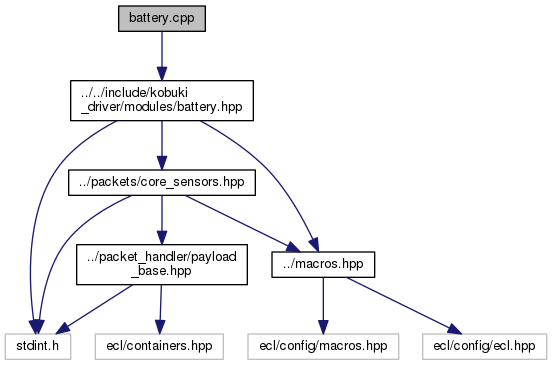 battery.cpp
../../include/kobuki
_driver/modules/battery.hpp
../packets/core_sensors.hpp
../packet_handler/payload
_base.hpp
../macros.hpp
stdint.h
ecl/containers.hpp
ecl/config/macros.hpp
ecl/config/ecl.hpp